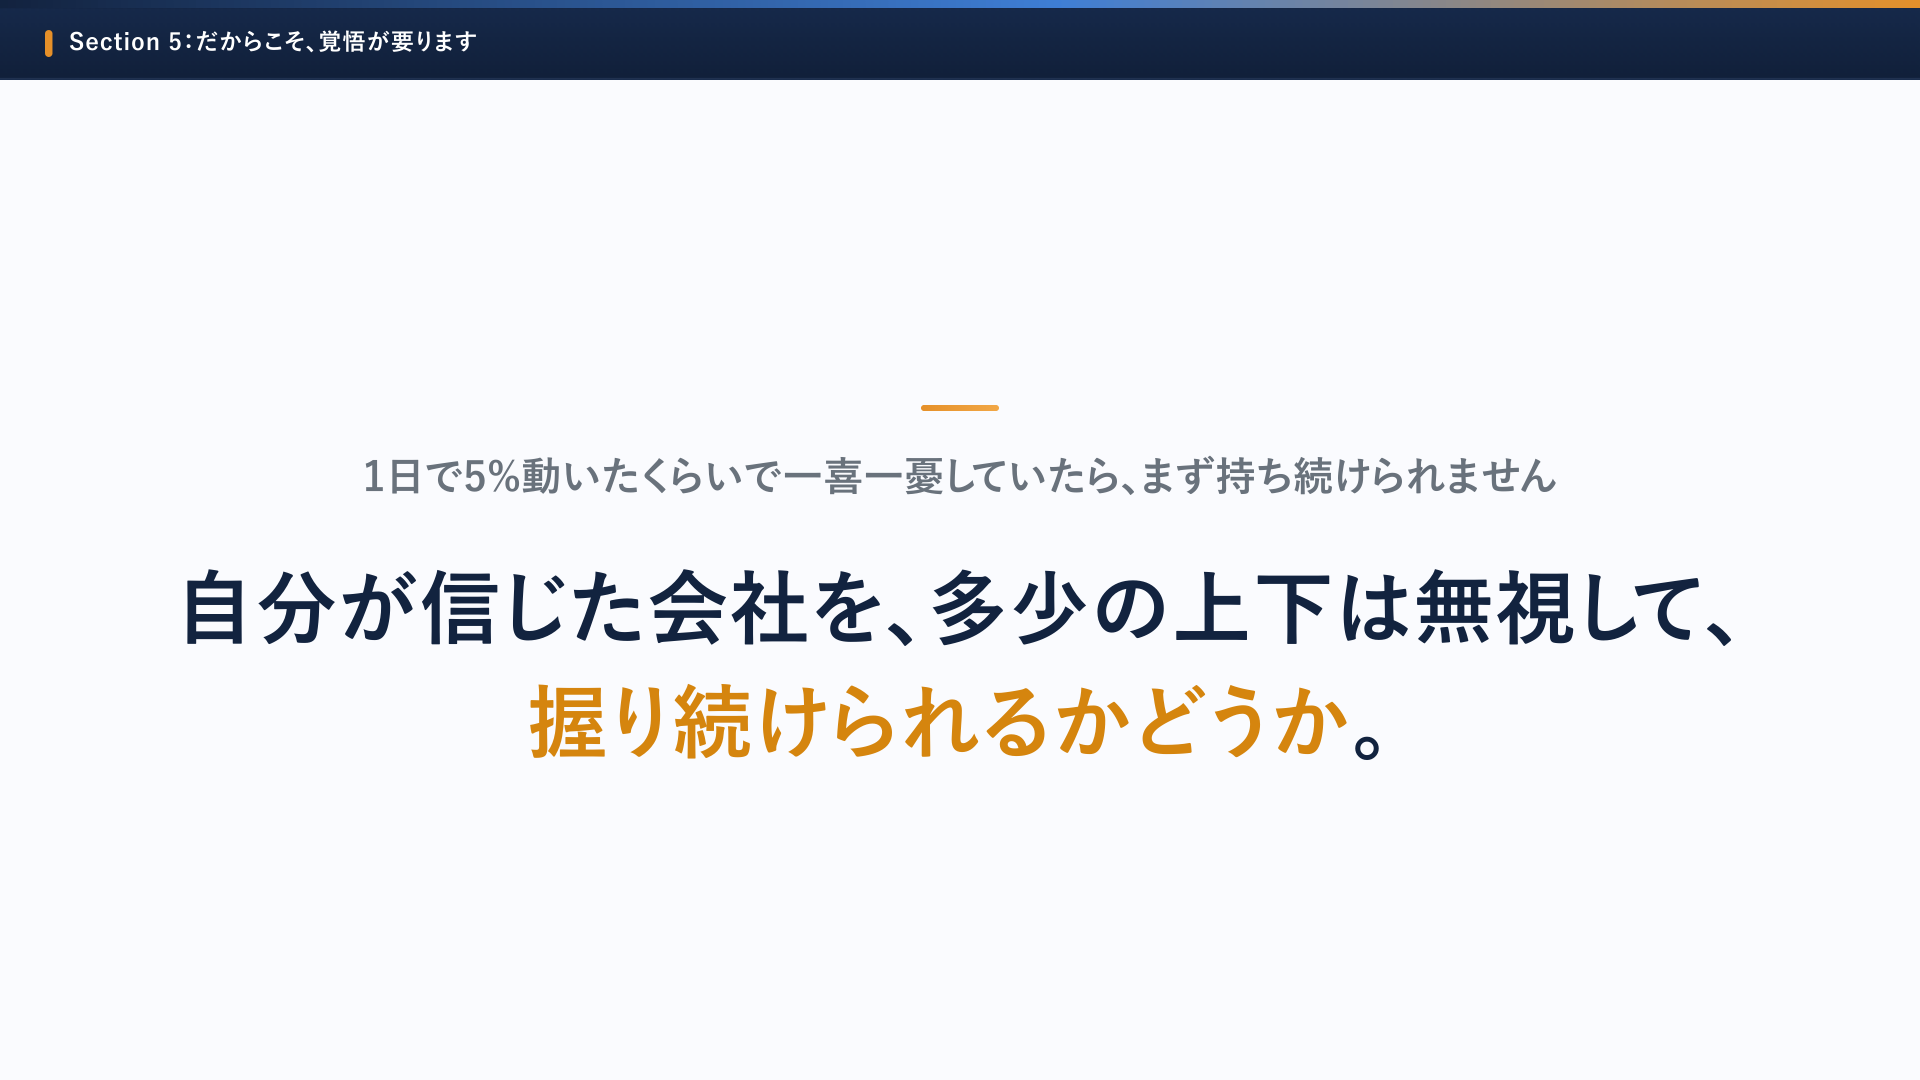 Section 5：だからこそ、覚悟が要ります
1日で5%動いたくらいで一喜一憂していたら、まず持ち続けられません
自分が信じた会社を、多少の上下は無視して、
握り続けられるかどうか。